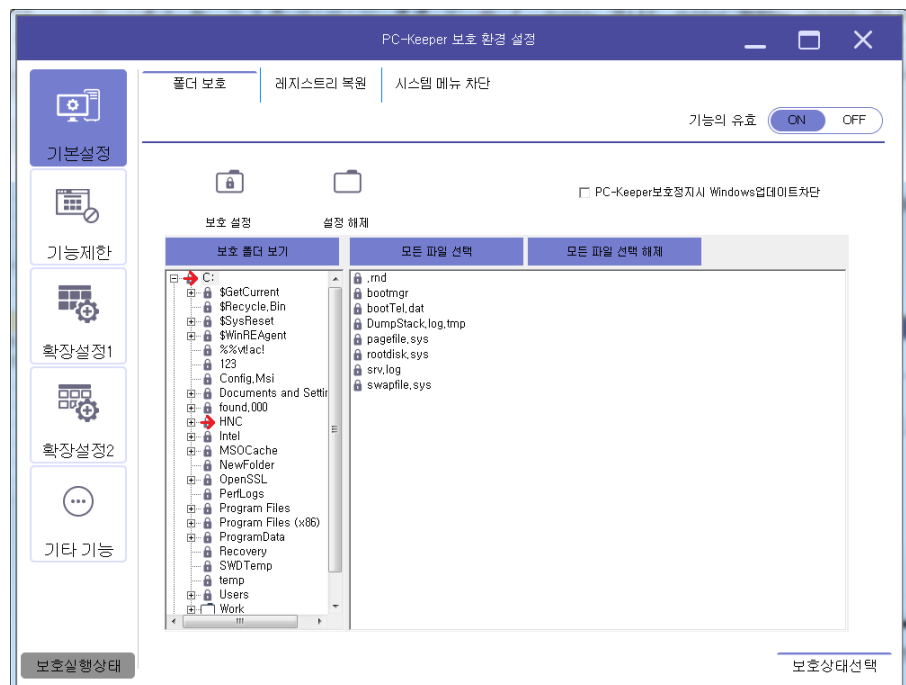 PC-Keeper 보호 환경 설정
폴더 보호
레지스트리 복원
시스템 메뉴 차단
기능의 유효
ON
OFF
기본설정
기능제한
확장설정1
확장설정2
기타 기능
보호 설정
설정 해제
PC-Keeper보호정지시 Windows업데이트차단
보호 폴더 보기
모든 파일 선택
모든 파일 선택 해제
C:
$GetCurrent
$Recycle.Bin
$SysReset
$WinREAgent
123
Config.Msi
Documents and Settin
found.000
HNC
Intel
MSOCache
NewFolder
OpenSSL
PerfLogs
Program Files
Program Files (x86)
ProgramData
Recovery
SWDTemp
temp
Users
Work
.rnd
bootmgr
bootTel.dat
DumpStack.log.tmp
pagefile.sys
rootdisk.sys
srv.log
swapfile.sys
보호실행상태
보호상태선택